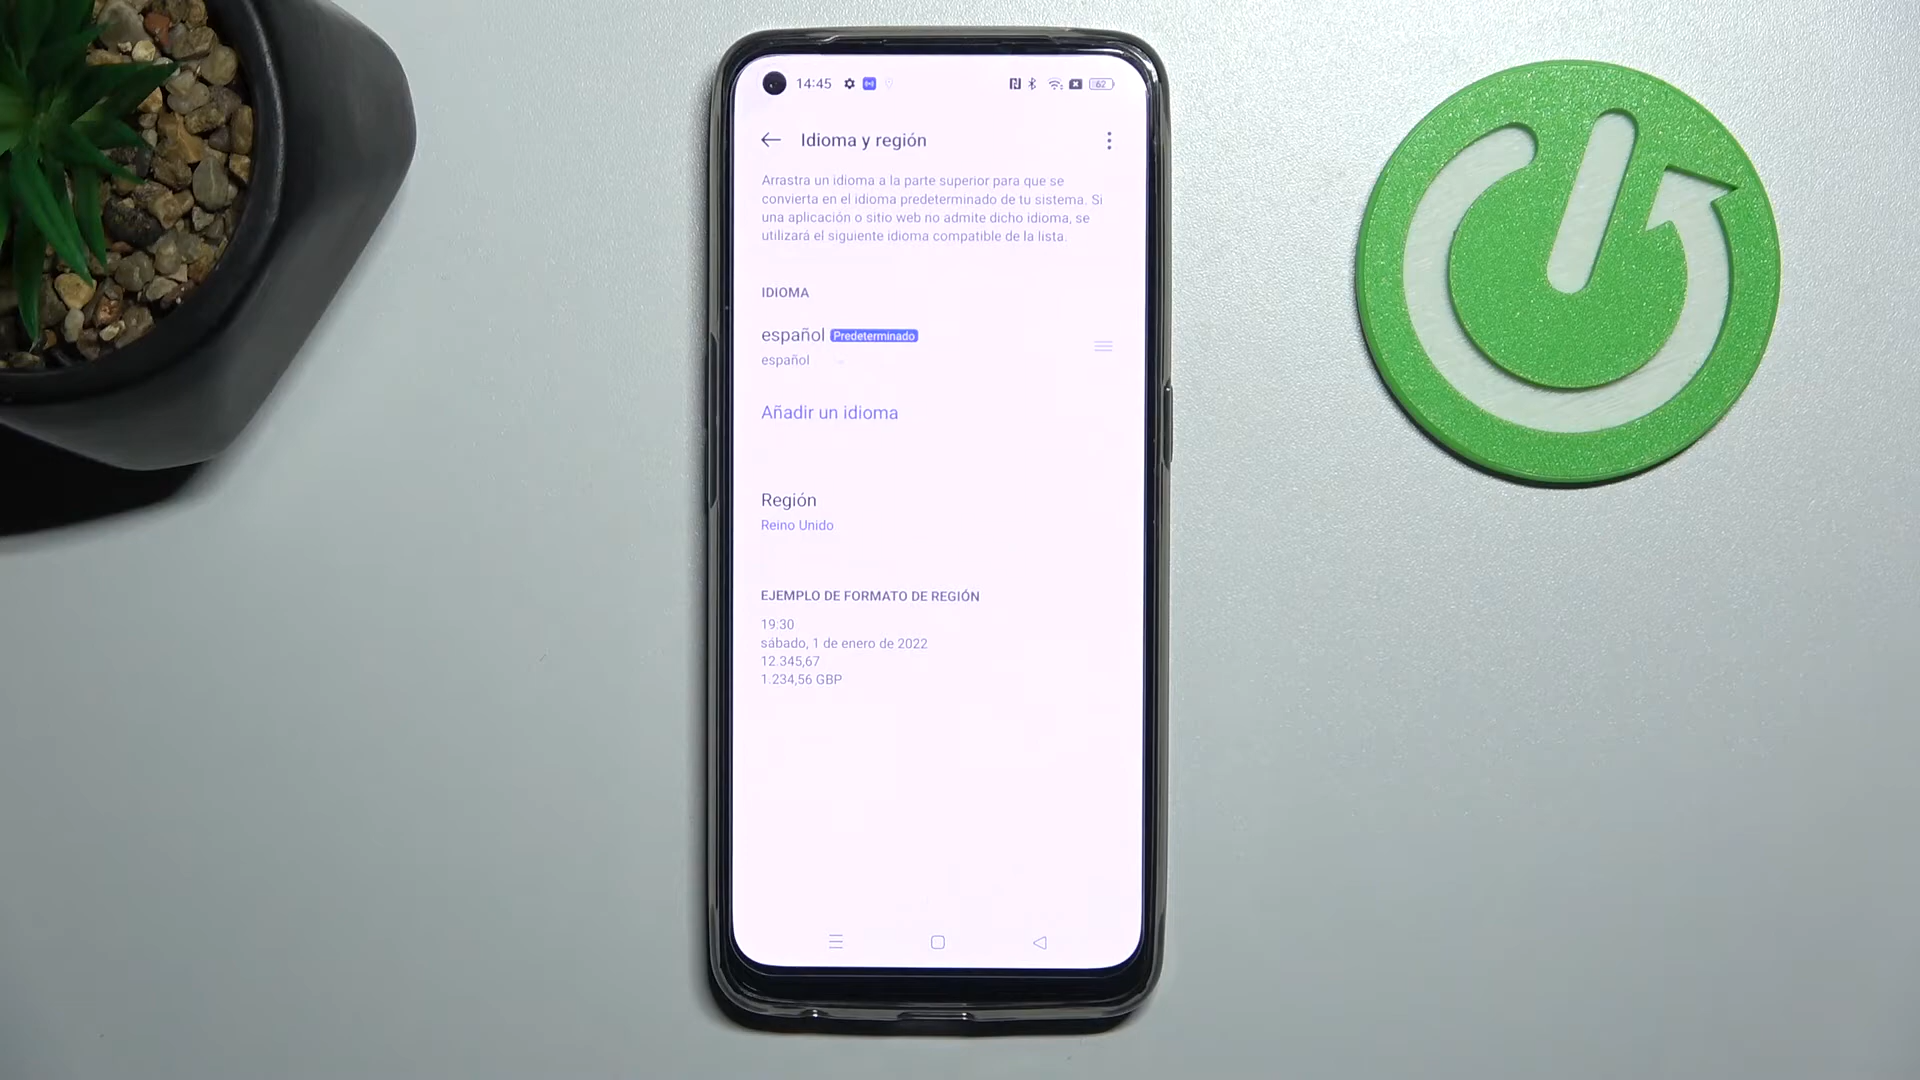 14:45
62
Idioma y región
Arrastra un idioma a la parte superior para que se
convierta en el idioma predeterminado de tu sistema. Si
una aplicación o sitio web no admite dicho idioma, se
utilizará el siguiente idioma compatible de la lista.
IDIOMA
español Predeterminado
español
Añadir un idioma
Región
Reino Unido
EJEMPLO DE FORMATO DE REGIÓN
19:30
sábado, 1 de enero de 2022
12.345,67
1.234,56 GBP